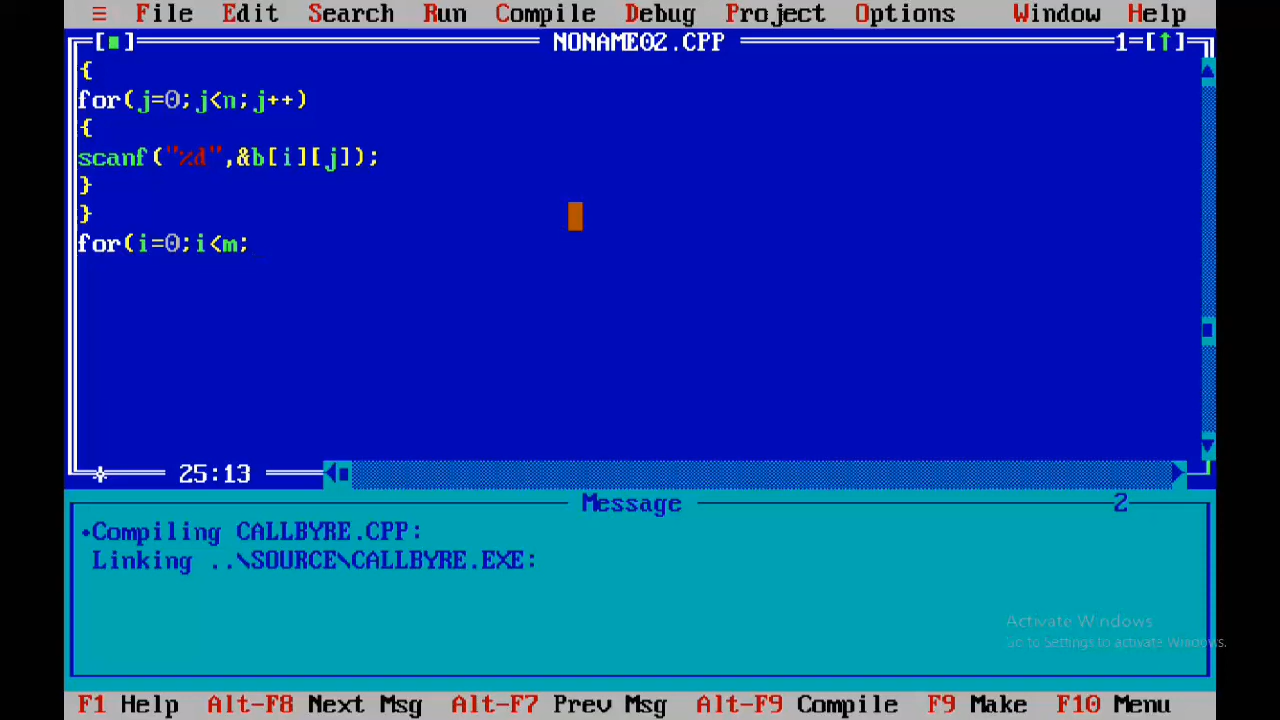 ≡ File Edit Search Run Compile Debug Project Options Window Help
[■] NONAME02.CPP 1=[↑]
{
for(j=0;j<n;j++)
{
scanf("%d",&b[i][j]);
}
}
for(i=0;i<m;
25:13
Message 2
•Compiling CALLBYRE.CPP:
Linking ..\SOURCE\CALLBYRE.EXE:
Activate Windows
Go to Settings to activate Windows.
F1 Help Alt-F8 Next Msg Alt-F7 Prev Msg Alt-F9 Compile F9 Make F10 Menu